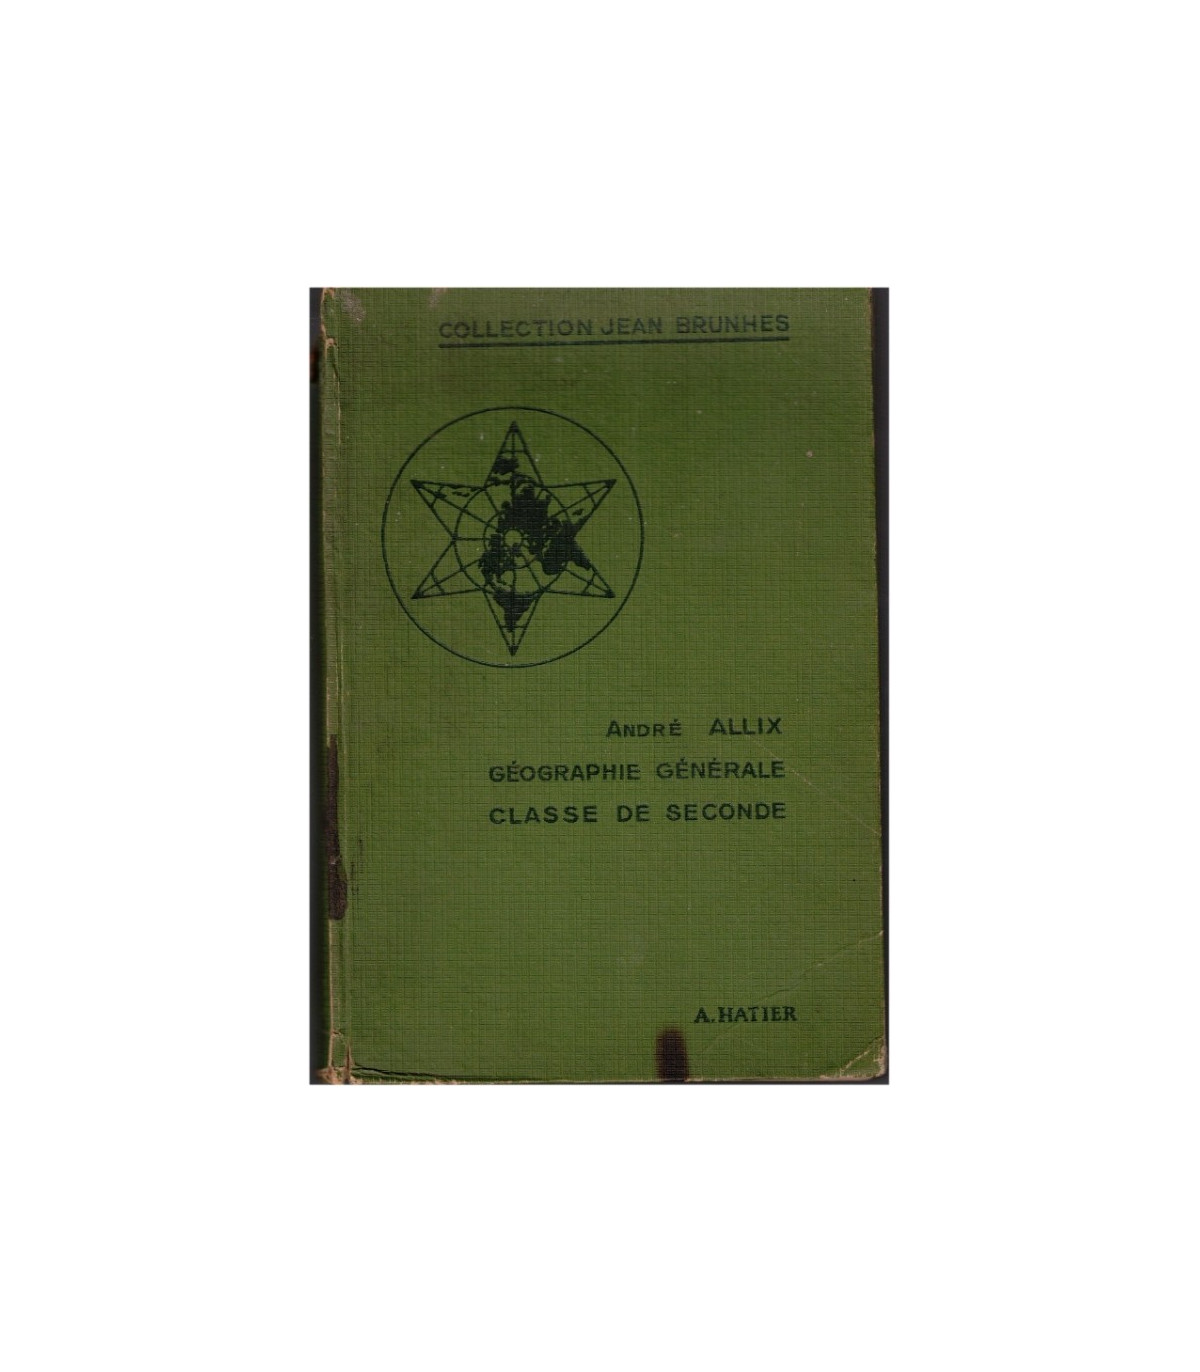 COLLECTION JEAN BRUNHES
ANDRÉ ALLIX
GÉOGRAPHIE GÉNÉRALE
CLASSE DE SECONDE
A. HATIER